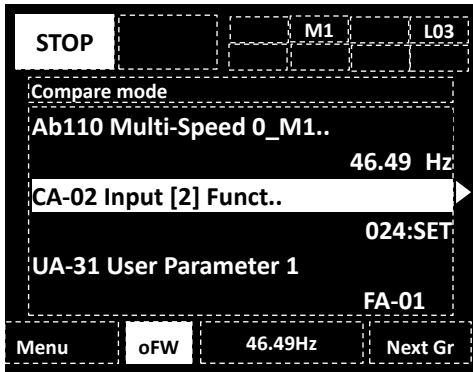 STOP M1 L03
Compare mode
Ab110 Multi-Speed 0_M1..
46.49 Hz
CA-02 Input [2] Funct..
024:SET
UA-31 User Parameter 1
FA-01
Menu oFW 46.49Hz Next Gr